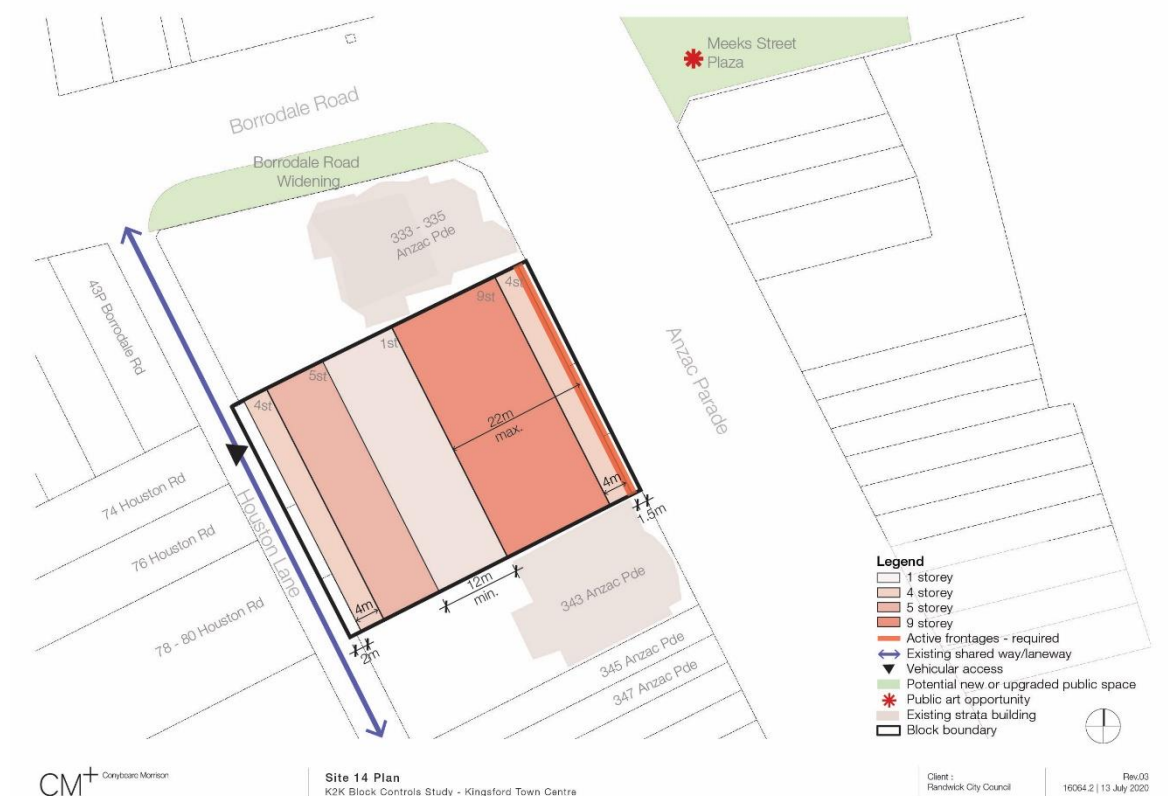 Meeks Street
Plaza
Borrodale Road
Borrodale Road
Widening
333 - 335
Anzac Pde
43P Borrodale Rd
4st
9st
1st
5st
4st
22m
max.
Anzac Parade
4m
1.5m
74 Houston Rd
76 Houston Rd
78 - 80 Houston Rd
Houston Lane
12m
min.
4m
2m
343 Anzac Pde
345 Anzac Pde
347 Anzac Pde
Legend
1 storey
4 storey
5 storey
9 storey
Active frontages - required
Existing shared way/laneway
Vehicular access
Potential new or upgraded public space
Public art opportunity
Existing strata building
Block boundary
CM+ Conybeare Morrison
Site 14 Plan
K2K Block Controls Study - Kingsford Town Centre
Client :
Randwick City Council
Rev.03
16064.2 | 13 July 2020